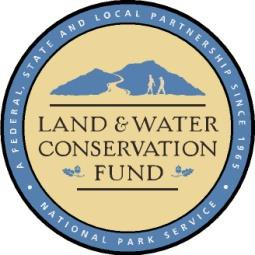 A FEDERAL, STATE AND LOCAL PARTNERSHIP SINCE 1965
LAND & WATER
CONSERVATION
FUND
• NATIONAL PARK SERVICE •